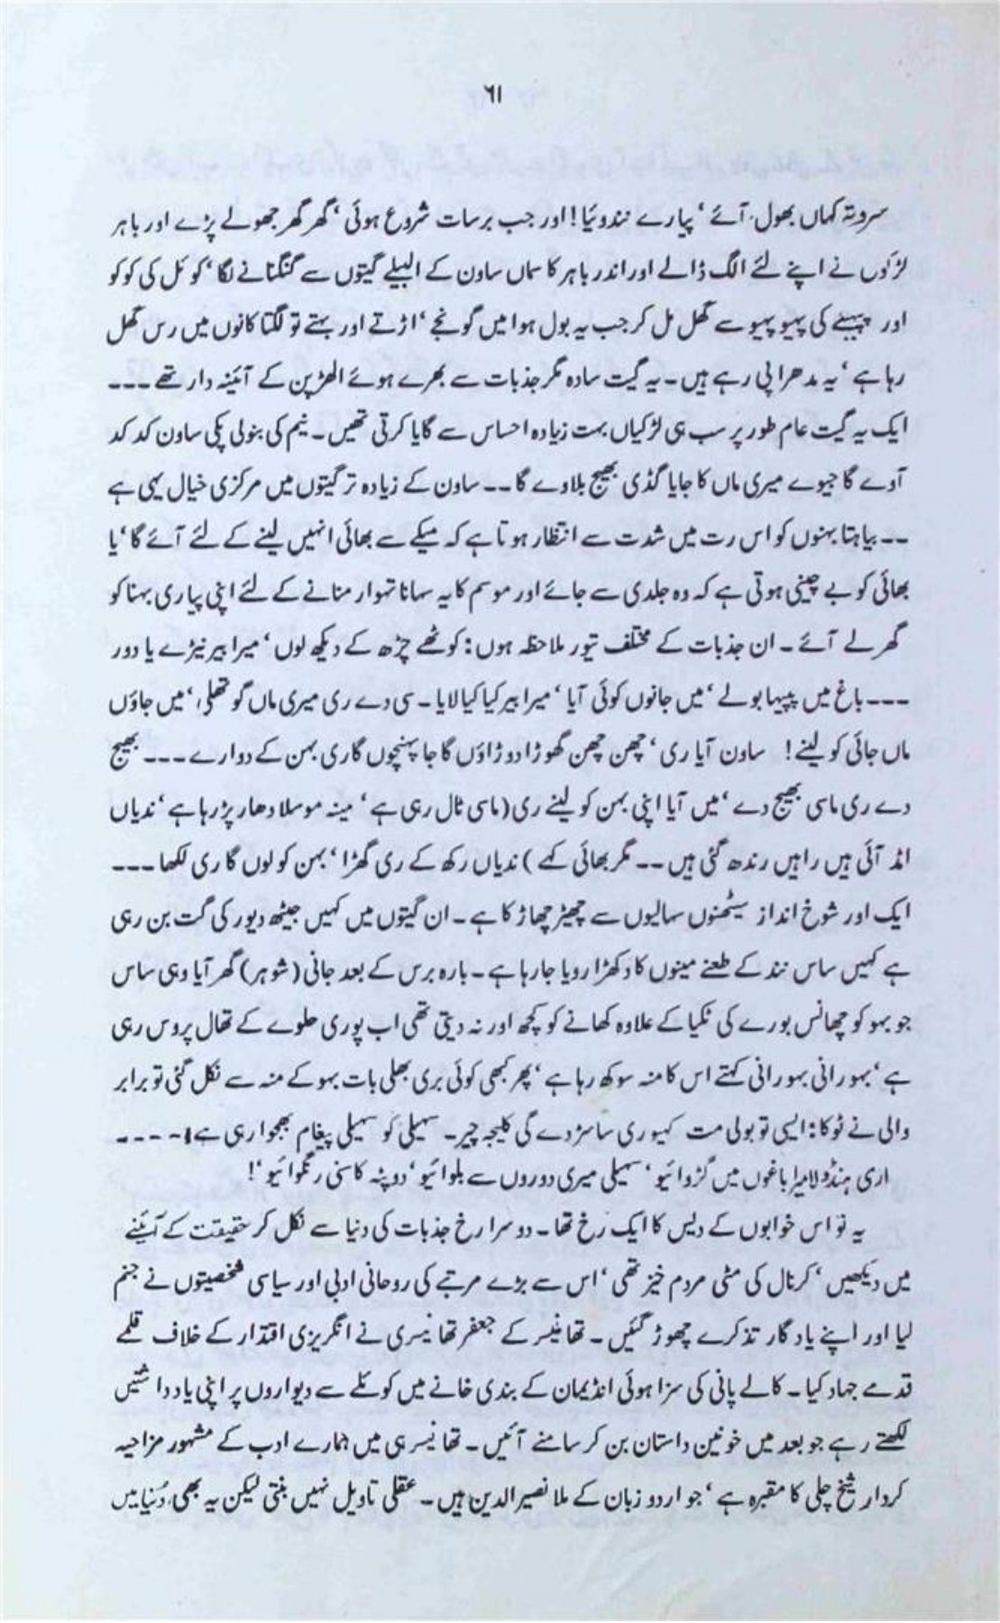 ٦١
سروتہ کہاں بھول آئے ‘ پیارے نندوئیا! اور جب برسات شروع ہوئی ‘ گھر گھر جھولے پڑے اور باہر
لڑکوں نے اپنے لئے الگ ڈالے اور اندر باہر کا سماں ساون کے البیلے گیتوں سے گنگنانے لگا ‘ کوئل کی کوکو
اور پپیہے کی پیو پیو سے گھل مل کر جب یہ بول ہوا میں گونجے ‘ اڑتے اور بہتے تو لگتا کانوں میں رس گھل
رہا ہے ‘ یہ مدھرا پی رہے ہیں۔ یہ گیت سادہ مگر جذبات سے بھرے ہوئے الھڑپن کے آئینہ دار تھے ---
ایک یہ گیت عام طور پر سب ہی لڑکیاں بہت زیادہ احساس سے گایا کرتی تھیں۔ نیم کی بنولی پکی ساون کد کد
آوے گا جیوے میری ماں کا جایا گڈی بھیج بلاوے گا -- ساون کے زیادہ تر گیتوں میں مرکزی خیال یہی ہے
-- بیاہتا بہنوں کو اس رت میں شدت سے انتظار ہوتا ہے کہ میکے سے بھائی انہیں لینے کے لئے آئے گا ‘ یا
بھائی کو بے چینی ہوتی ہے کہ وہ جلدی سے جائے اور موسم کا یہ سہانا تہوار منانے کے لئے اپنی پیاری بہنا کو
گھر لے آئے۔ ان جذبات کے مختلف تیور ملاحظہ ہوں: کوٹھے چڑھ کے دیکھ لوں ‘ میرا بیر نیڑے یا دور
--- باغ میں پپیہا بولے ‘ میں جانوں کوئی آیا ‘ میرا بیر کیا کیا لایا۔ سی دے ری میری ماں گوتھلی ‘ میں جاؤں
ماں جائی کو لینے! ساون آیا ری ‘ چھن چھن گھوڑا دوڑاؤں گا جا پہنچوں گا ری بہن کے دوارے --- بھیج
دے ری ماسی بھیج دے ‘ میں آیا اپنی بہن کو لینے ری (ماسی ٹال رہی ہے ‘ مینہ موسلا دھار پڑ رہا ہے ‘ ندیاں
امڈ آئی ہیں راہیں رندھ گئی ہیں -- مگر بھائی کہے) ندیاں رکھ کے ری گھڑا ‘ بہن کو لوں گا ری لکھا ---
ایک اور شوخ انداز سیٹھنوں سہالیوں سے چھیڑ چھاڑ کا ہے۔ ان گیتوں میں کہیں جیٹھ دیور کی گت بن رہی
ہے کہیں ساس نند کے طعنے مینوں کا دکھڑا رویا جا رہا ہے۔ بارہ برس کے بعد جانی (شوہر) گھر آیا وہی ساس
جو بہو کو چھانس بورے کی ٹکیا کے علاوہ کھانے کو کچھ اور نہ دیتی تھی اب پوری حلوے کے تھال پروس رہی
ہے ‘ بہو رانی بہو رانی کہتے اس کا منہ سوکھ رہا ہے ‘ پھر کبھی کوئی بری بھلی بات بہو کے منہ سے نکل گئی تو برابر
والی نے ٹوکا: ایسی تو بولی مت کہیو ری ساسڑ دے گی کلیجہ چیر۔ سہیلی کو سہیلی پیغام بھجوا رہی ہے۔ ----
اری ہنڈولا میرا باغوں میں گڑوائیو ‘ سہیلی میری دوروں سے بلوائیو ‘ دوپٹہ کاسنی رنگوائیو ‘!
یہ تو اس خوابوں کے دیس کا ایک رخ تھا۔ دوسرا رخ جذبات کی دنیا سے نکل کر حقیقت کے آئینے
میں دیکھیں ‘ کرنال کی مٹی مردم خیز تھی ‘ اس سے بڑے مرتبے کی روحانی ادبی اور سیاسی شخصیتوں نے جنم
لیا اور اپنے یادگار تذکرے چھوڑ گئیں۔ تھانیسر کے جعفر تھانیسری نے انگریزی اقتدار کے خلاف قلمے
قدمے جہاد کیا۔ کالے پانی کی سزا ہوئی انڈیمان کے بندی خانے میں کوئلے سے دیواروں پر اپنی یادداشتیں
لکھتے رہے جو بعد میں خونین داستان بن کر سامنے آئیں۔ تھانیسر ہی میں ہمارے ادب کے مشہور مزاحیہ
کردار شیخ چلی کا مقبرہ ہے ‘ جو اردو زبان کے ملا نصیرالدین ہیں۔ عقلی تاویل نہیں بنتی لیکن یہ بھی دنیا میں